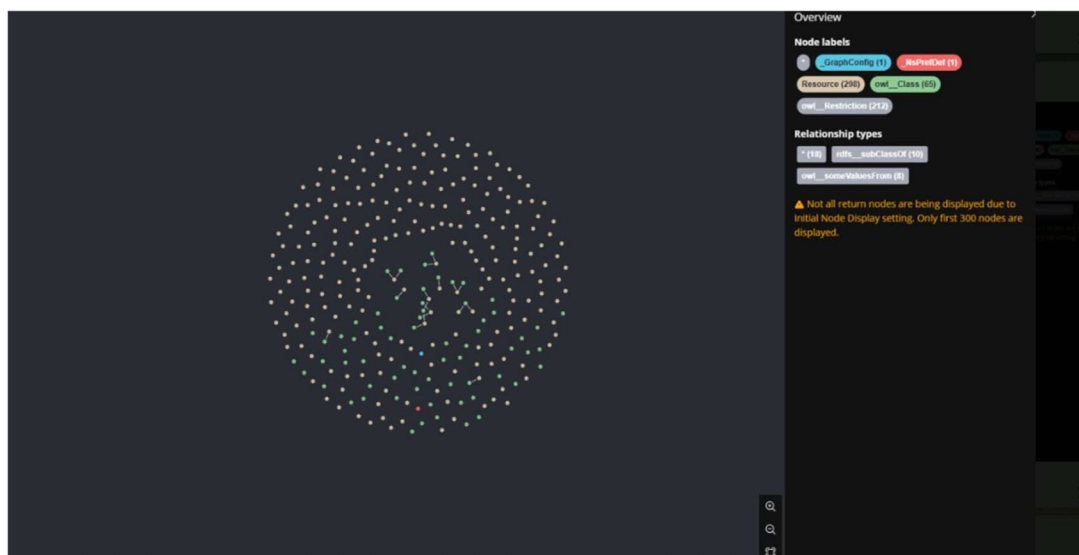 Overview
Node labels
* _GraphConfig (1) _NsPrefDef (1)
Resource (298) owl__Class (65)
owl__Restriction (212)
Relationship types
* (18) rdfs__subClassOf (10)
owl__someValuesFrom (8)
Not all return nodes are being displayed due to
Initial Node Display setting. Only first 300 nodes are
displayed.